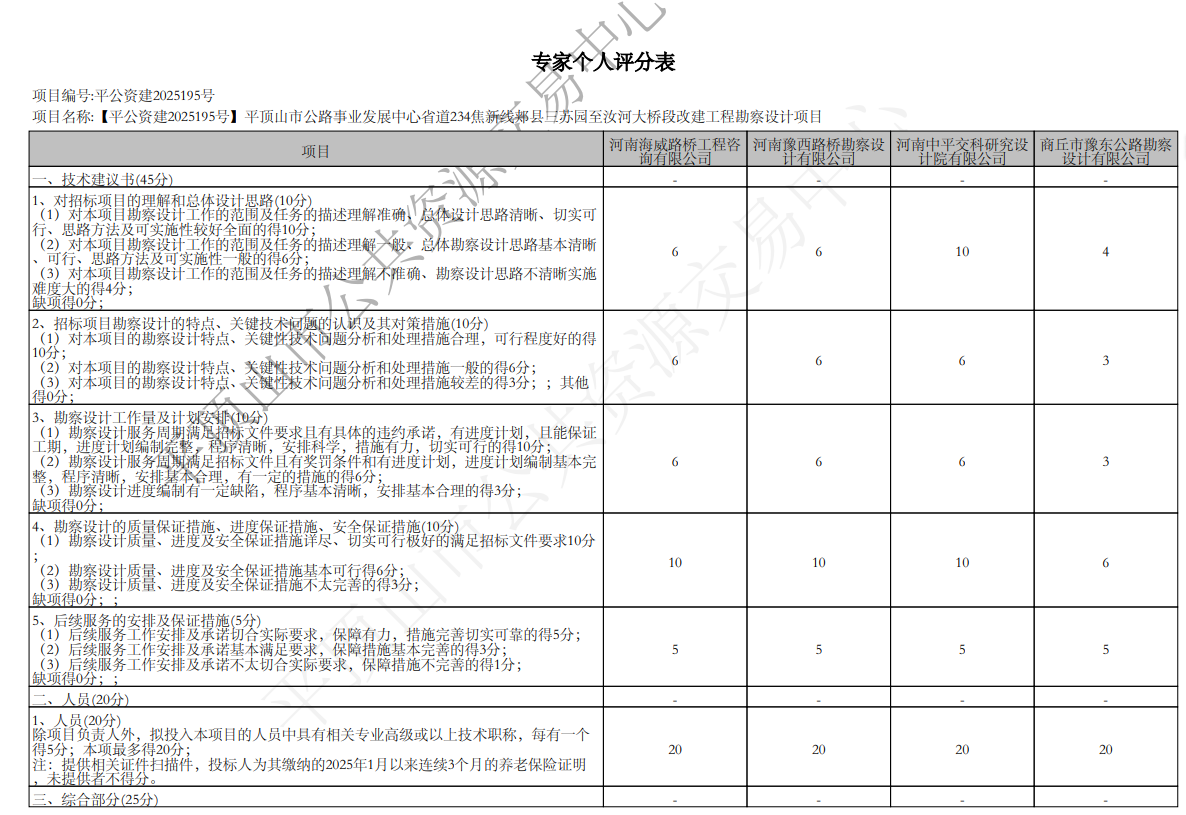 专家个人评分表
项目编号:平公资建2025195号
项目名称:【平公资建2025195号】平顶山市公路事业发展中心省道234焦新线郏县三苏园至汝河大桥段改建工程勘察设计项目
项目
河南海威路桥工程咨
询有限公司
河南豫西路桥勘察设
计有限公司
河南中平交科研究设
计院有限公司
商丘市豫东公路勘察
设计有限公司
一、技术建议书(45分)
-
-
-
-
1、对招标项目的理解和总体设计思路(10分)
（1）对本项目勘察设计工作的范围及任务的描述理解准确、总体设计思路清晰、切实可
行、思路方法及可实施性较好全面的得10分；
（2）对本项目勘察设计工作的范围及任务的描述理解一般、总体勘察设计思路基本清晰
、可行、思路方法及可实施性一般的得6分；
（3）对本项目勘察设计工作的范围及任务的描述理解不准确、勘察设计思路不清晰实施
难度大的得4分；
缺项得0分；
6
6
10
4
2、招标项目勘察设计的特点、关键技术问题的认识及其对策措施(10分)
（1）对本项目的勘察设计特点、关键性技术问题分析和处理措施合理，可行程度好的得
10分；
（2）对本项目的勘察设计特点、关键性技术问题分析和处理措施一般的得6分；
（3）对本项目的勘察设计特点、关键性技术问题分析和处理措施较差的得3分；；其他
得0分；
6
6
6
3
3、勘察设计工作量及计划安排(10分)
（1）勘察设计服务周期满足招标文件要求且有具体的违约承诺，有进度计划，且能保证
工期，进度计划编制完整，程序清晰，安排科学，措施有力，切实可行的得10分；
（2）勘察设计服务周期满足招标文件且有奖罚条件和有进度计划，进度计划编制基本完
整，程序清晰，安排基本合理，有一定的措施的得6分；
（3）勘察设计进度编制有一定缺陷，程序基本清晰，安排基本合理的得3分；
缺项得0分；
6
6
6
3
4、勘察设计的质量保证措施、进度保证措施、安全保证措施(10分)
（1）勘察设计质量、进度及安全保证措施详尽、切实可行极好的满足招标文件要求10分
；
（2）勘察设计质量、进度及安全保证措施基本可行得6分；
（3）勘察设计质量、进度及安全保证措施不太完善的得3分；
缺项得0分；；
10
10
10
6
5、后续服务的安排及保证措施(5分)
（1）后续服务工作安排及承诺切合实际要求，保障有力，措施完善切实可靠的得5分；
（2）后续服务工作安排及承诺基本满足要求，保障措施基本完善的得3分；
（3）后续服务工作安排及承诺不太切合实际要求，保障措施不完善的得1分；
缺项得0分；；
5
5
5
5
二、人员(20分)
-
-
-
-
1、人员(20分)
除项目负责人外，拟投入本项目的人员中具有相关专业高级或以上技术职称，每有一个
得5分；本项最多得20分；
注：提供相关证件扫描件，投标人为其缴纳的2025年1月以来连续3个月的养老保险证明
，未提供者不得分。
20
20
20
20
三、综合部分(25分)
-
-
-
-
平顶山市公共资源交易中心
平顶山市公共资源交易中心